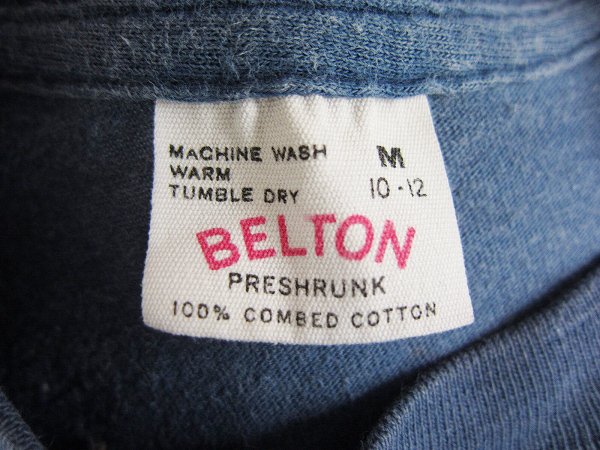 MACHINE WASH
WARM
TUMBLE DRY
M
10-12
BELTON
PRESHRUNK
100% COMBED COTTON